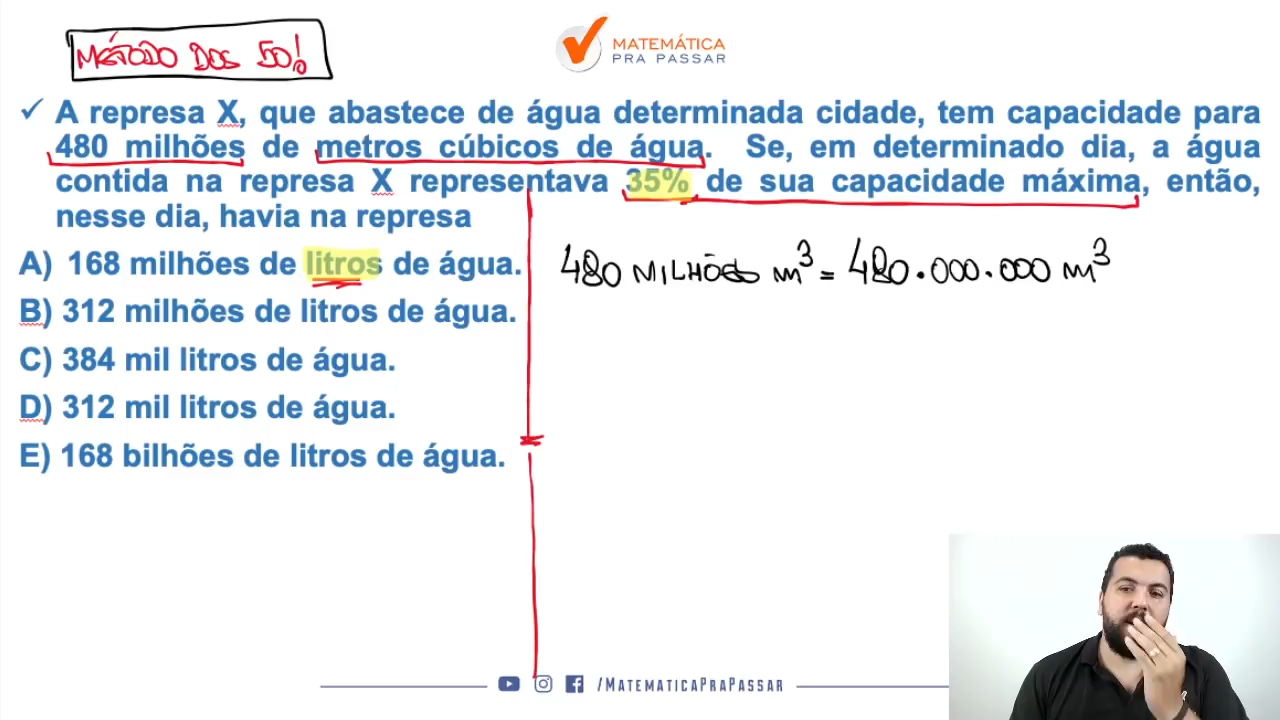 MÉTODO DOS 50!
MATEMÁTICA
PRA PASSAR
✓ A represa X, que abastece de água determinada cidade, tem capacidade para
480 milhões de metros cúbicos de água. Se, em determinado dia, a água
contida na represa X representava 35% de sua capacidade máxima, então,
nesse dia, havia na represa
A) 168 milhões de litros de água.
B) 312 milhões de litros de água.
C) 384 mil litros de água.
D) 312 mil litros de água.
E) 168 bilhões de litros de água.
480 MILHÕES m³ = 480.000.000 m³
/MATEMATICAPRAPASSAR